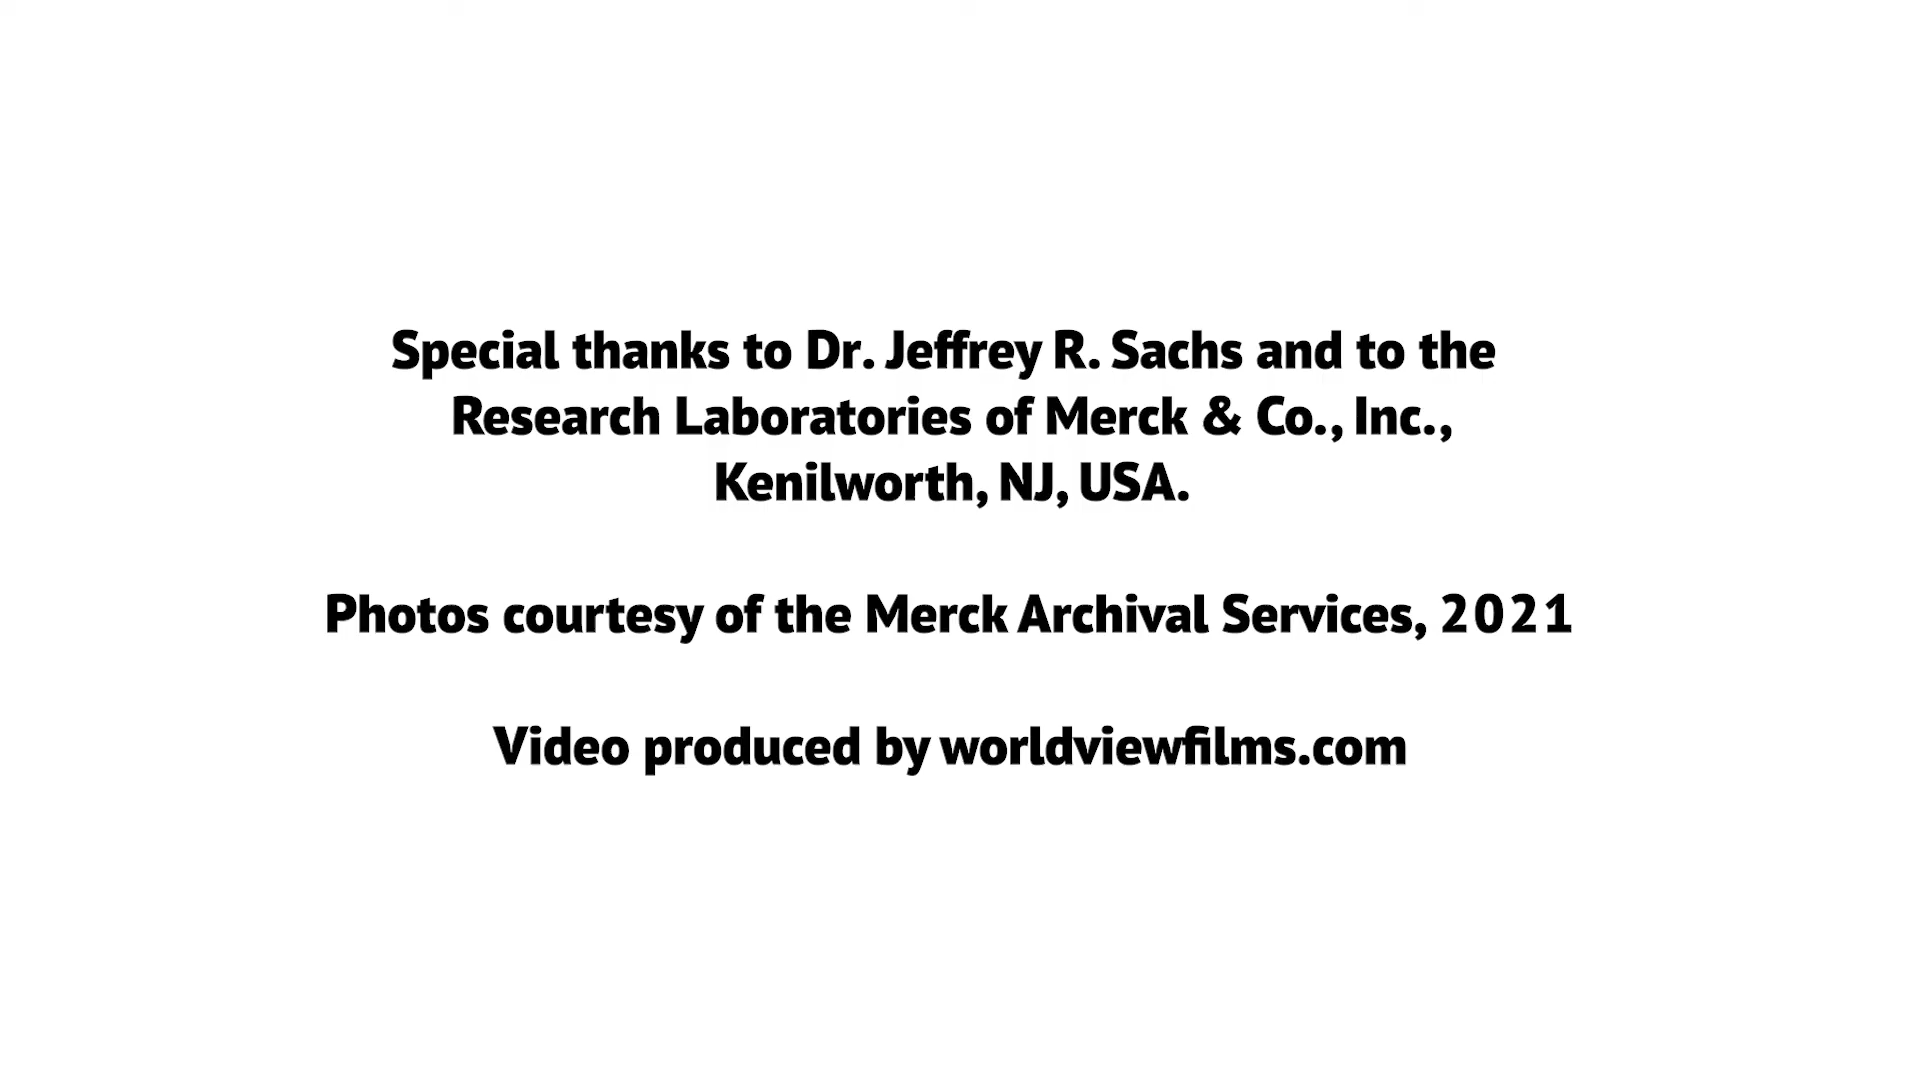 Special thanks to Dr. Jeffrey R. Sachs and to the
Research Laboratories of Merck & Co., Inc.,
Kenilworth, NJ, USA.
Photos courtesy of the Merck Archival Services, 2021
Video produced by worldviewfilms.com